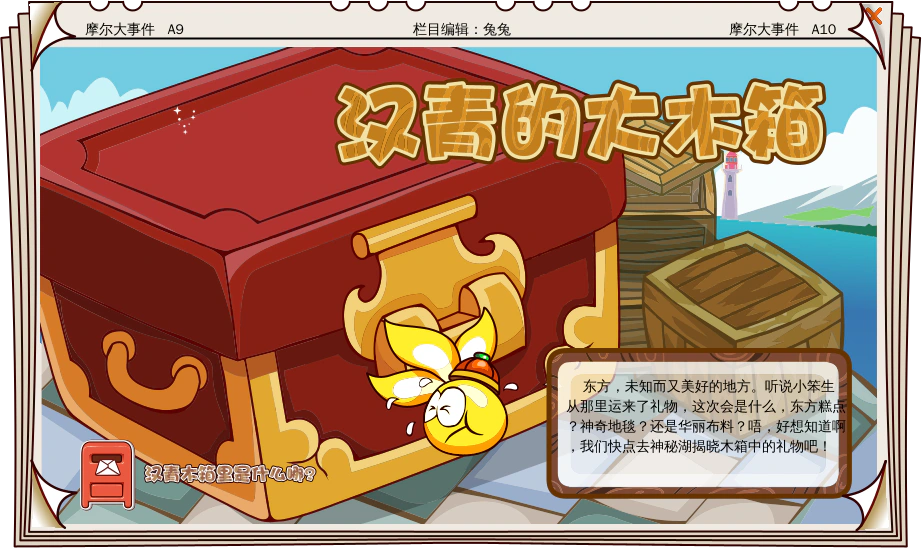 摩尔大事件 A9
栏目编辑：兔兔
摩尔大事件 A10
汉青的大木箱
东方，未知而又美好的地方。听说小笨生
从那里运来了礼物，这次会是什么，东方糕点
？神奇地毯？还是华丽布料？唔，好想知道啊
，我们快点去神秘湖揭晓木箱中的礼物吧！
汉青木箱里是什么呐?